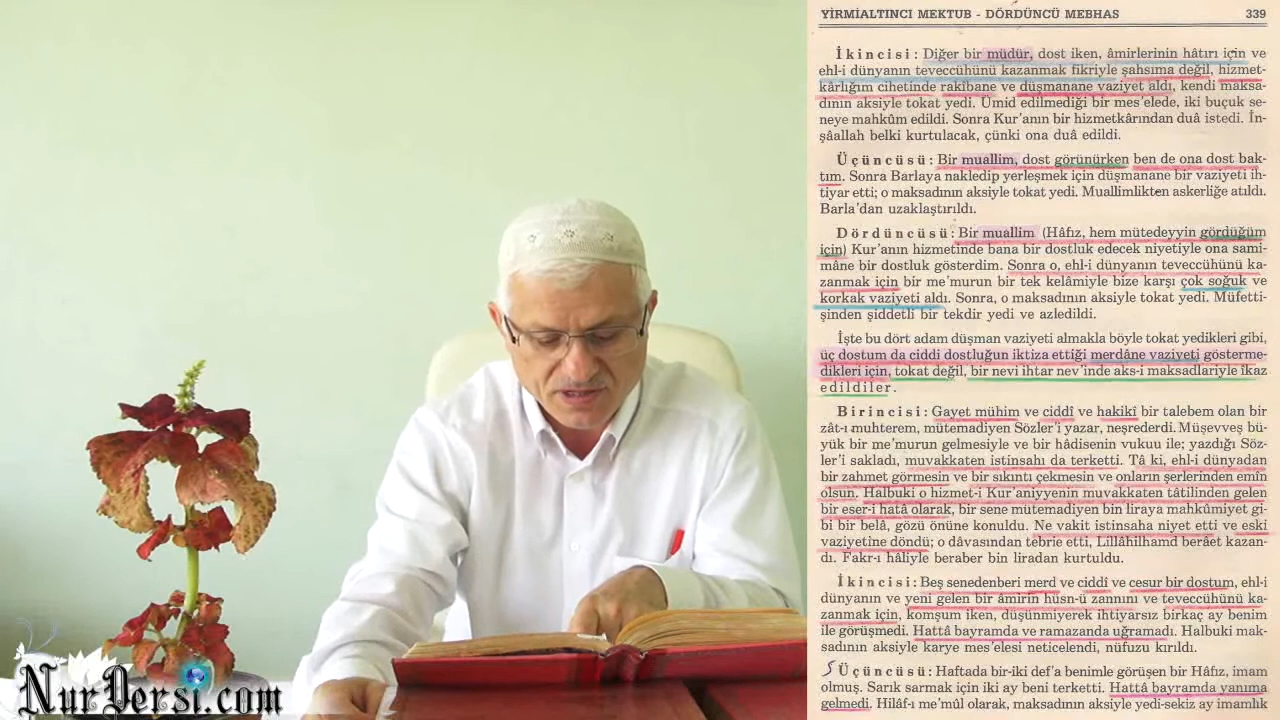 YİRMİALTINCI MEKTUB - DÖRDÜNCÜ MEBHAS 339
İkincisi: Diğer bir müdür, dost iken, âmirlerinin hâtırı için ve
ehl-i dünyanın teveccühünü kazanmak fikriyle şahsıma değil, hizmet-
kârlığım cihetinde rakîbane ve düşmanane vaziyet aldı, kendi maksa-
dının aksiyle tokat yedi. Ümid edilmediği bir mes'elede, iki buçuk se-
neye mahkûm edildi. Sonra Kur'anın bir hizmetkârından duâ istedi. İn-
şâallah belki kurtulacak, çünki ona duâ edildi.
Üçüncüsü: Bir muallim, dost görünürken ben de ona dost bak-
tım. Sonra Barlaya nakledip yerleşmek için düşmanane bir vaziyeti ih-
tiyar etti; o maksadının aksiyle tokat yedi. Muallimlikten askerliğe atıldı.
Barla'dan uzaklaştırıldı.
Dördüncüsü: Bir muallim (Hâfız, hem mütedeyyin gördüğüm
için) Kur'anın hizmetinde bana bir dostluk edecek niyetiyle ona sami-
mâne bir dostluk gösterdim. Sonra o, ehl-i dünyanın teveccühünü ka-
zanmak için bir me'murun bir tek kelâmiyle bize karşı çok soğuk ve
korkak vaziyeti aldı. Sonra, o maksadının aksiyle tokat yedi. Müfetti-
şinden şiddetli bir tekdir yedi ve azledildi.
İşte bu dört adam düşman vaziyeti almakla böyle tokat yedikleri gibi,
üç dostum da ciddi dostluğun iktiza ettiği merdâne vaziyeti gösterme-
dikleri için, tokat değil, bir nevi ihtar nev'inde aks-i maksadlariyle îkaz
edildiler.
Birincisi: Gayet mühim ve ciddî ve hakikî bir talebem olan bir
zât-ı muhterem, mütemadiyen Sözler'i yazar, neşrederdi. Müşevveş bü-
yük bir me'murun gelmesiyle ve bir hâdisenin vukuu ile; yazdığı Söz-
ler'i sakladı, muvakkaten istinsahı da terketti. Tâ ki, ehl-i dünyadan
bir zahmet görmesin ve bir sıkıntı çekmesin ve onların şerlerinden emin
olsun. Halbuki o hizmet-i Kur'aniyyenin muvakkaten tâtilinden gelen
bir eser-i hatâ olarak, bir sene mütemadiyen bin liraya mahkûmiyet gi-
bi bir belâ, gözü önüne konuldu. Ne vakit istinsaha niyet etti ve eski
vaziyetine döndü; o dâvasından tebrie etti, Lillâhilhamd berâet kazan-
dı. Fakr-ı hâliyle beraber bin liradan kurtuldu.
İkincisi: Beş senedenberi merd ve ciddî ve cesur bir dostum, ehl-i
dünyanın ve yeni gelen bir âmirin hüsn-ü zannını ve teveccühünü ka-
zanmak için, komşum iken, düşünmiyerek ihtiyarsız birkaç ay benim
ile görüşmedi. Hattâ bayramda ve ramazanda uğramadı. Halbuki mak-
sadının aksiyle karye mes'elesi neticelendi, nüfuzu kırıldı.
Üçüncüsü: Haftada bir-iki def'a benimle görüşen bir Hâfız, imam
olmuş. Sarık sarmak için iki ay beni terketti. Hattâ bayramda yanıma
gelmedi. Hilâf-ı me'mûl olarak, maksadının aksiyle yedi-sekiz ay imamlık
NurDersi.com